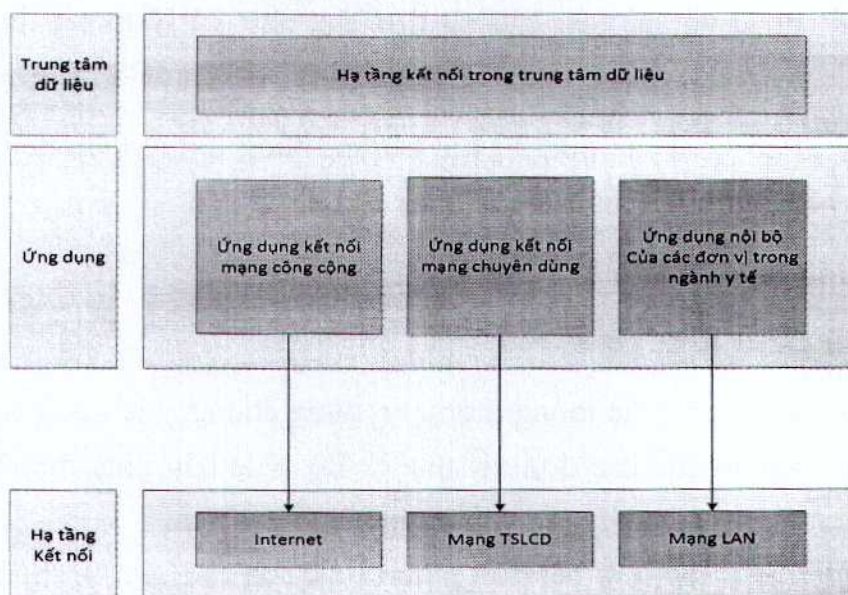 Trung tâm
dữ liệu
Hạ tầng kết nối trong trung tâm dữ liệu
Ứng dụng
Ứng dụng kết nối
mạng công cộng
Ứng dụng kết nối
mạng chuyên dùng
Ứng dụng nội bộ
Của các đơn vị trong
ngành y tế
Hạ tầng
Kết nối
Internet
Mạng TSLCD
Mạng LAN